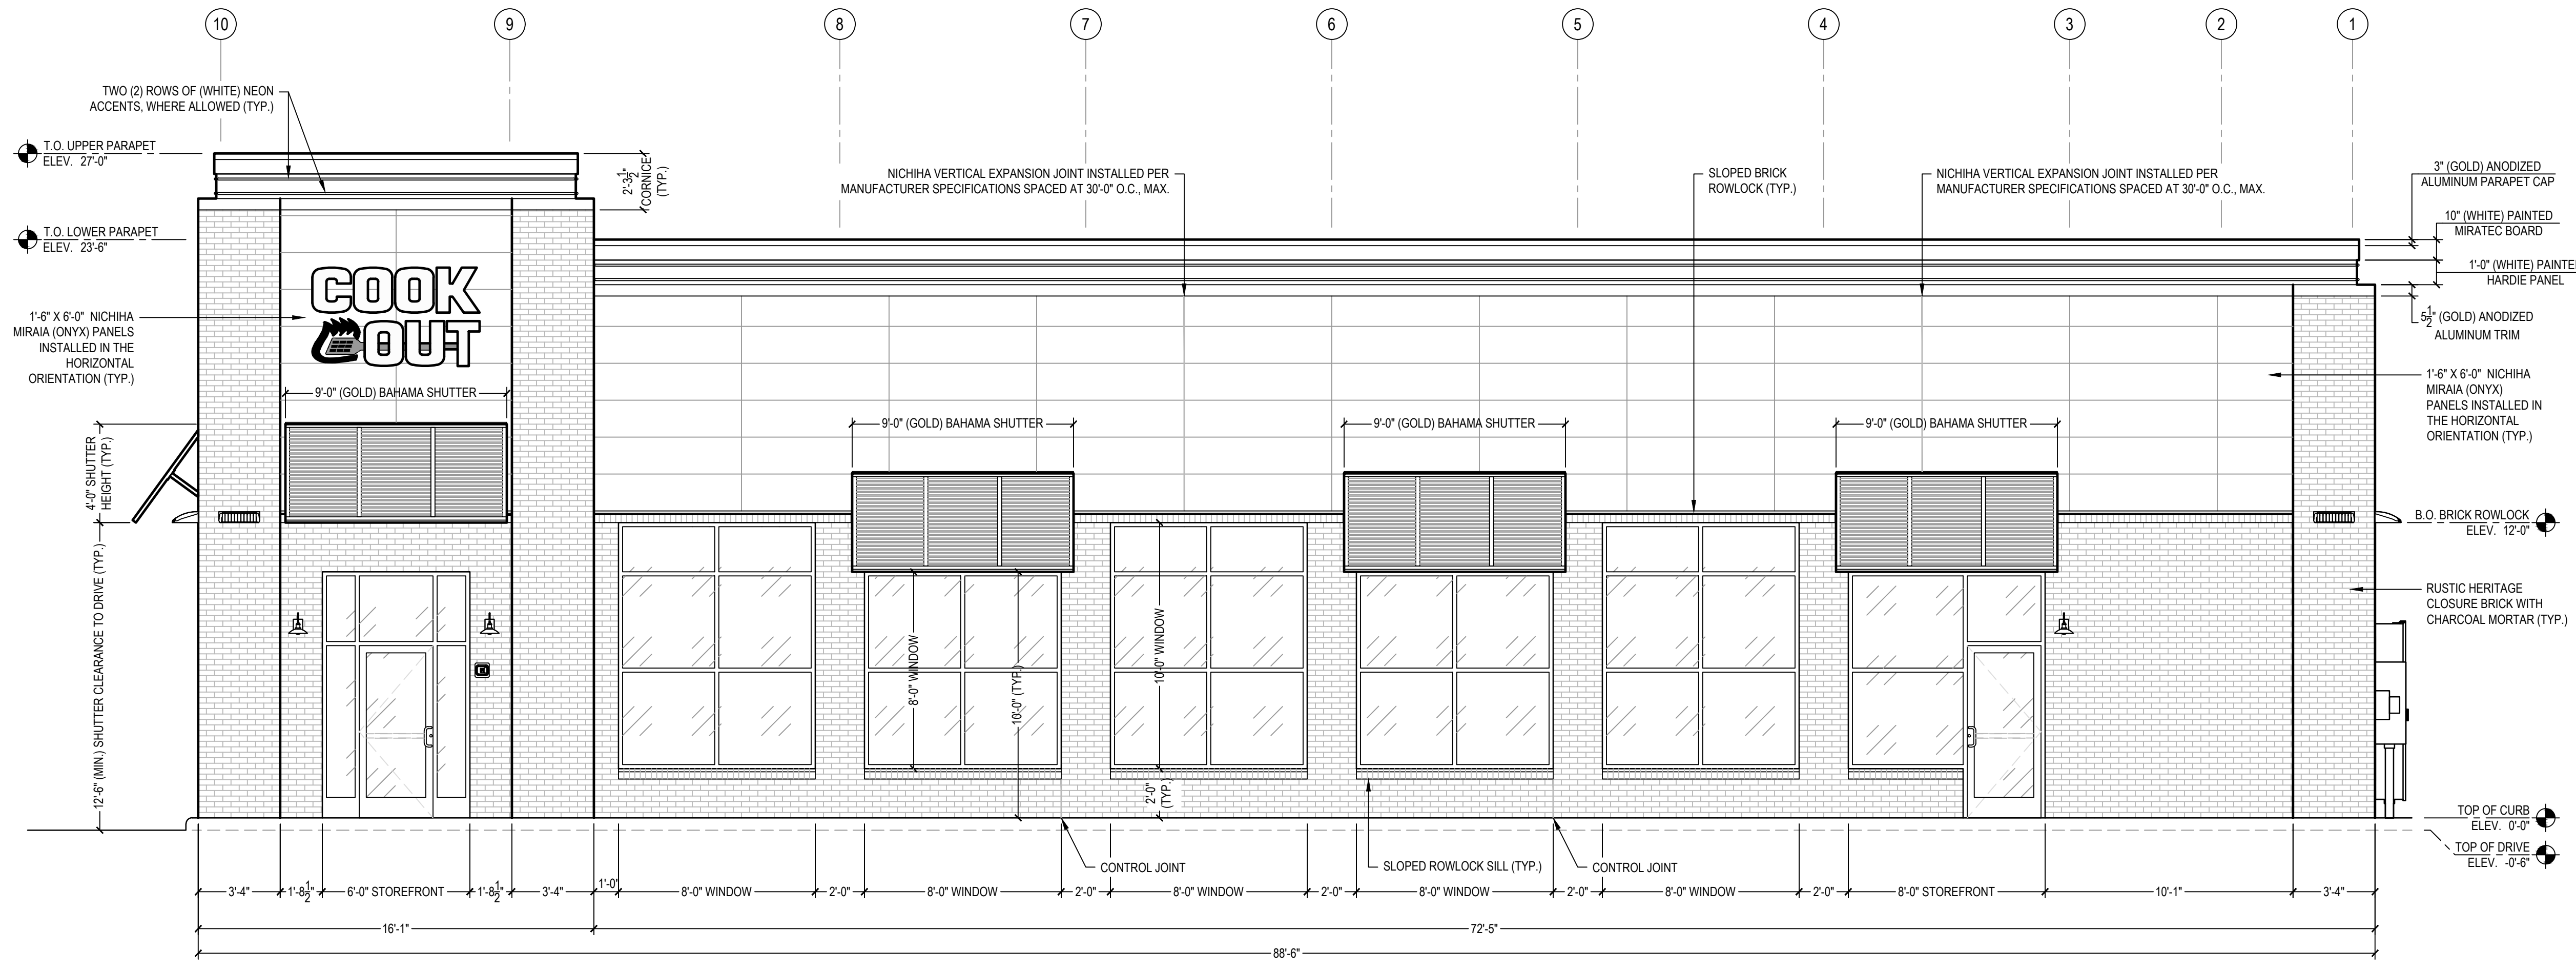 10
9
8
7
6
5
4
3
2
1
TWO (2) ROWS OF (WHITE) NEON
ACCENTS, WHERE ALLOWED (TYP.)
T.O. UPPER PARAPET
ELEV. 27'-0"
2'-3 1/2"
CORNICE
(TYP.)
T.O. LOWER PARAPET
ELEV. 23'-6"
NICHIHA VERTICAL EXPANSION JOINT INSTALLED PER
MANUFACTURER SPECIFICATIONS SPACED AT 30'-0" O.C., MAX.
SLOPED BRICK
ROWLOCK (TYP.)
NICHIHA VERTICAL EXPANSION JOINT INSTALLED PER
MANUFACTURER SPECIFICATIONS SPACED AT 30'-0" O.C., MAX.
3" (GOLD) ANODIZED
ALUMINUM PARAPET CAP
10" (WHITE) PAINTED
MIRATEC BOARD
1'-0" (WHITE) PAINTE
HARDIE PANEL
5 1/2" (GOLD) ANODIZED
ALUMINUM TRIM
COOK
OUT
1'-6" X 6'-0" NICHIHA
MIRAIA (ONYX) PANELS
INSTALLED IN THE
HORIZONTAL
ORIENTATION (TYP.)
1'-6" X 6'-0" NICHIHA
MIRAIA (ONYX)
PANELS INSTALLED IN
THE HORIZONTAL
ORIENTATION (TYP.)
9'-0" (GOLD) BAHAMA SHUTTER
9'-0" (GOLD) BAHAMA SHUTTER
9'-0" (GOLD) BAHAMA SHUTTER
9'-0" (GOLD) BAHAMA SHUTTER
4'-0" SHUTTER
HEIGHT (TYP.)
12'-6" (MIN.) SHUTTER CLEARANCE TO DRIVE (TYP.)
B.O. BRICK ROWLOCK
ELEV. 12'-0"
RUSTIC HERITAGE
CLOSURE BRICK WITH
CHARCOAL MORTAR (TYP.)
8'-0" WINDOW
10'-0" (TYP.)
10'-0" WINDOW
2'-0"
(TYP.)
TOP OF CURB
ELEV. 0'-0"
TOP OF DRIVE
ELEV. -0'-6"
CONTROL JOINT
SLOPED ROWLOCK SILL (TYP.)
CONTROL JOINT
3'-4"
1'-8 1/2"
6'-0" STOREFRONT
1'-8 1/2"
3'-4"
1'-0"
8'-0" WINDOW
2'-0"
8'-0" WINDOW
2'-0"
8'-0" WINDOW
2'-0"
8'-0" WINDOW
2'-0"
8'-0" WINDOW
2'-0"
8'-0" STOREFRONT
10'-1"
3'-4"
16'-1"
72'-5"
88'-6"